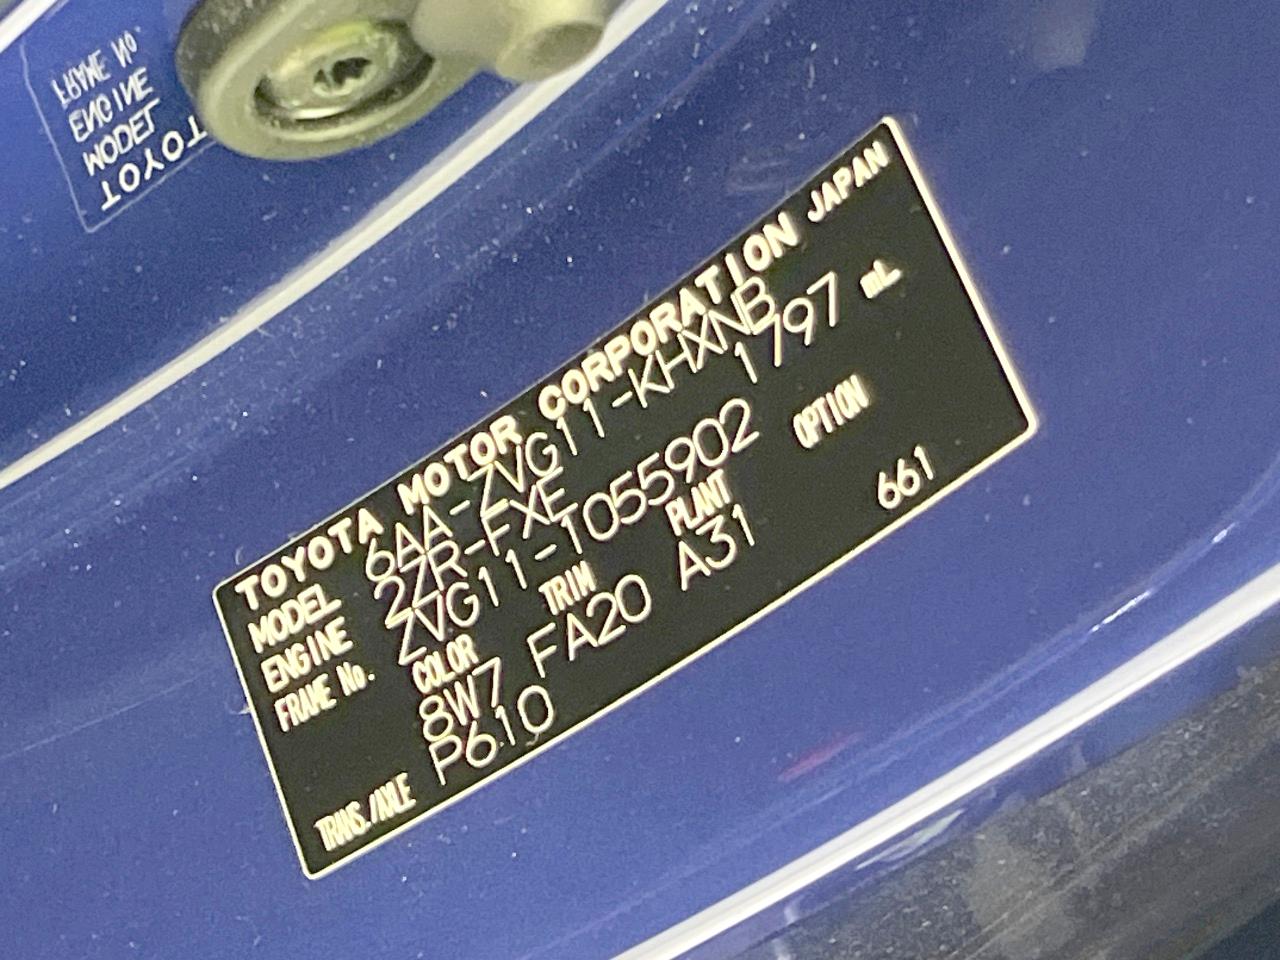 TOYOTA MOTOR CORPORATION JAPAN
MODEL 6AA-ZVG11-KHXNB
ENGINE 2ZR-FXE 1797 mL
FRAME No. ZVG11-1055902
COLOR TRIM PLANT OPTION
8W7 FA20 A31 661
TRANS./AXLE P610
FRAME No
ENGINE
MODEL
TOYOT